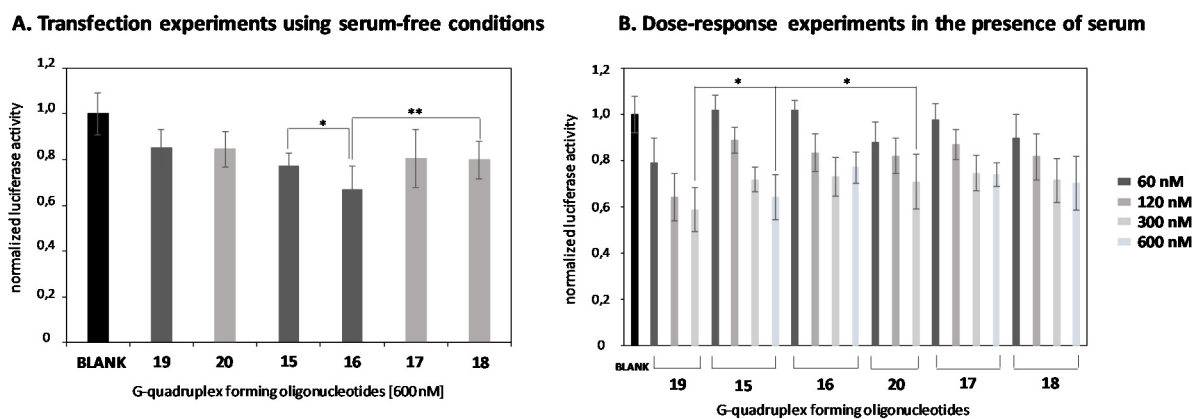 A. Transfection experiments using serum-free conditions
normalized luciferase activity
1,2
1,0
0,8
0,6
0,4
0,2
0
*
**
BLANK 19 20 15 16 17 18
G-quadruplex forming oligonucleotides [600nM]
B. Dose-response experiments in the presence of serum
normalized luciferase activity
1,2
1,0
0,8
0,6
0,4
0,2
0
* *
BLANK
19 15 16 20 17 18
G-quadruplex forming oligonucleotides
60 nM
120 nM
300 nM
600 nM